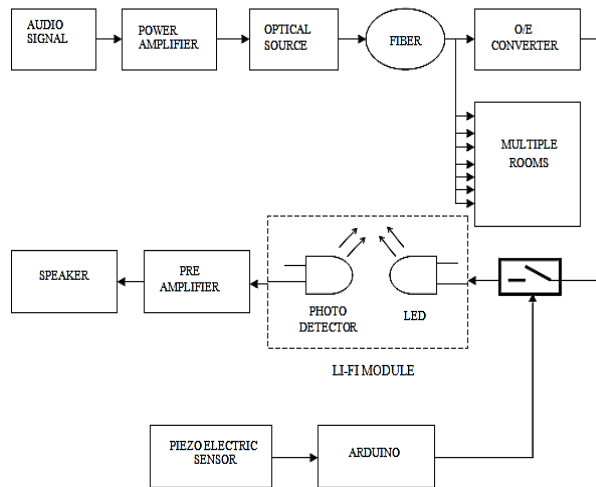 AUDIO
SIGNAL
POWER
AMPLIFIER
OPTICAL
SOURCE
FIBER
O/E
CONVERTER
MULTIPLE
ROOMS
SPEAKER
PRE
AMPLIFIER
PHOTO
DETECTOR
LED
LI-FI MODULE
PIEZO ELECTRIC
SENSOR
ARDUINO